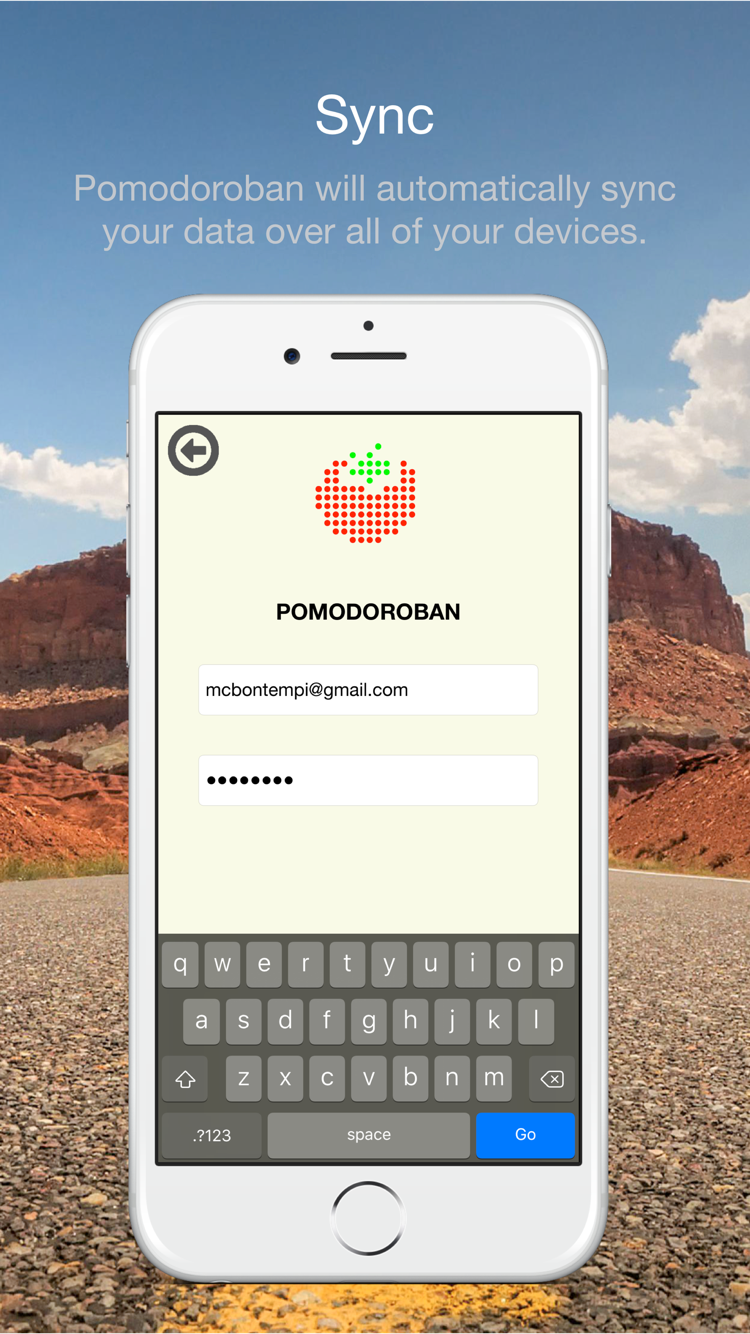 Sync
Pomodoroban will automatically sync
your data over all of your devices.
POMODOROBAN
mcbontempi@gmail.com
••••••••
q w e r t y u i o p
a s d f g h j k l
z x c v b n m
.?123 space Go